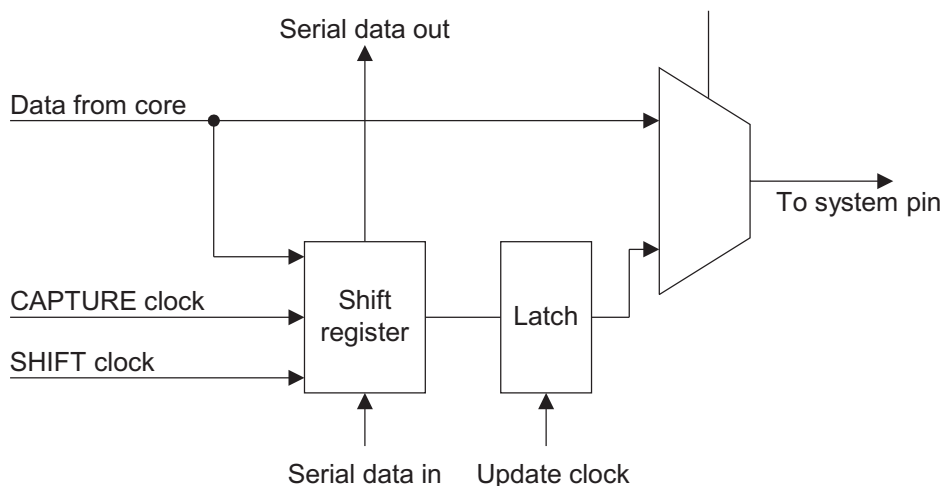 Serial data out
Data from core
To system pin
CAPTURE clock
Shift
register
Latch
SHIFT clock
Serial data in
Update clock